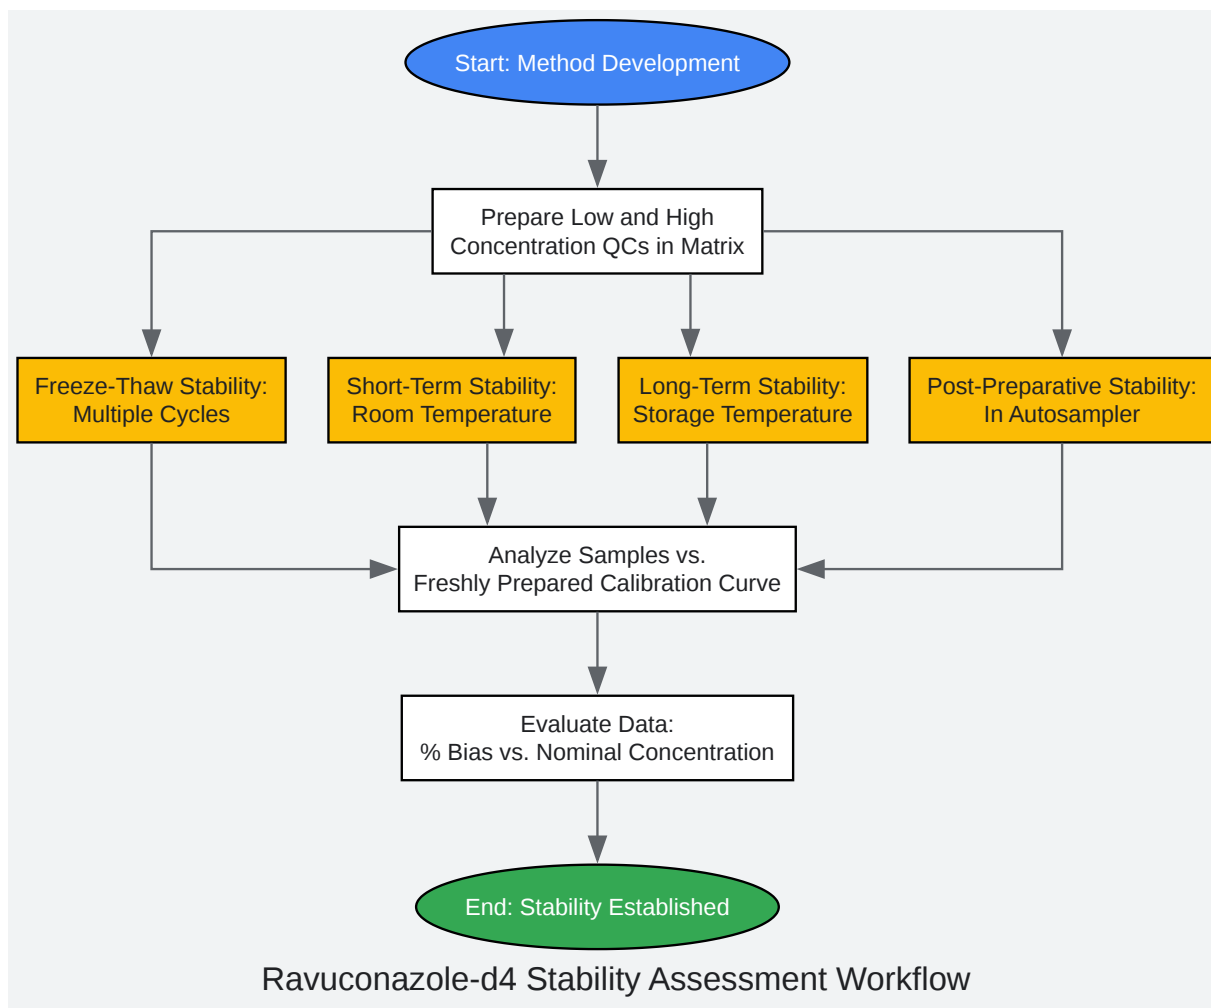 Start: Method Development
Prepare Low and High
Concentration QCs in Matrix
Freeze-Thaw Stability:
Multiple Cycles
Short-Term Stability:
Room Temperature
Long-Term Stability:
Storage Temperature
Post-Preparative Stability:
In Autosampler
Analyze Samples vs.
Freshly Prepared Calibration Curve
Evaluate Data:
% Bias vs. Nominal Concentration
End: Stability Established
Ravuconazole-d4 Stability Assessment Workflow